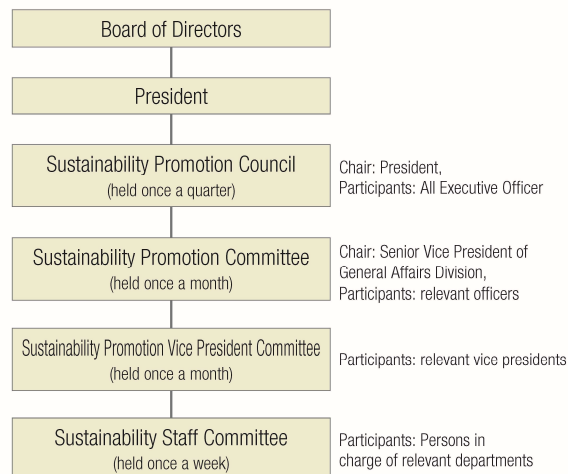 Board of Directors
President
Sustainability Promotion Council
(held once a quarter)
Chair: President,
Participants: All Executive Officer
Sustainability Promotion Committee
(held once a month)
Chair: Senior Vice President of
General Affairs Division,
Participants: relevant officers
Sustainability Promotion Vice President Committee
(held once a month)
Participants: relevant vice presidents
Sustainability Staff Committee
(held once a week)
Participants: Persons in
charge of relevant departments